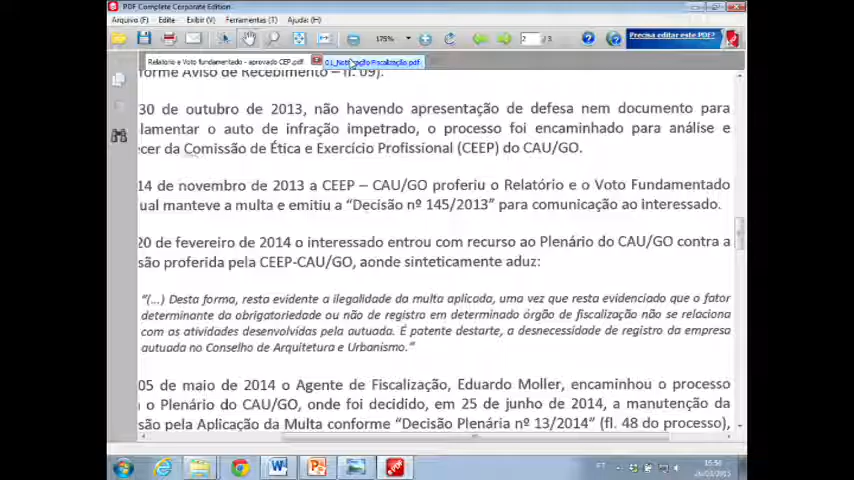 PDF Complete Corporate Edition
Arquivo (F) Edite Exibir (V) Ferramentas (T) Ajuda (H)
175% 2 / 3 Precisa editar este PDF?
Relatorio e Voto fundamentado - aprovado CEP.pdf 01_Notificação Fiscalização.pdf
forme Aviso de Recebimento – fl. 09).
30 de outubro de 2013, não havendo apresentação de defesa nem documento para
lamentar o auto de infração impetrado, o processo foi encaminhado para análise e
ecer da Comissão de Ética e Exercício Profissional (CEEP) do CAU/GO.
14 de novembro de 2013 a CEEP – CAU/GO proferiu o Relatório e o Voto Fundamentado
ual manteve a multa e emitiu a “Decisão nº 145/2013” para comunicação ao interessado.
20 de fevereiro de 2014 o interessado entrou com recurso ao Plenário do CAU/GO contra a
são proferida pela CEEP-CAU/GO, aonde sinteticamente aduz:
“(...) Desta forma, resta evidente a ilegalidade da multa aplicada, uma vez que resta evidenciado que o fator
determinante da obrigatoriedade ou não de registro em determinado órgão de fiscalização não se relaciona
com as atividades desenvolvidas pela autuada. É patente destarte, a desnecessidade de registro da empresa
autuada no Conselho de Arquitetura e Urbanismo.“
05 de maio de 2014 o Agente de Fiscalização, Eduardo Moller, encaminhou o processo
o Plenário do CAU/GO, onde foi decidido, em 25 de junho de 2014, a manutenção da
são pela Aplicação da Multa conforme “Decisão Plenária nº 13/2014” (fl. 48 do processo),
PT